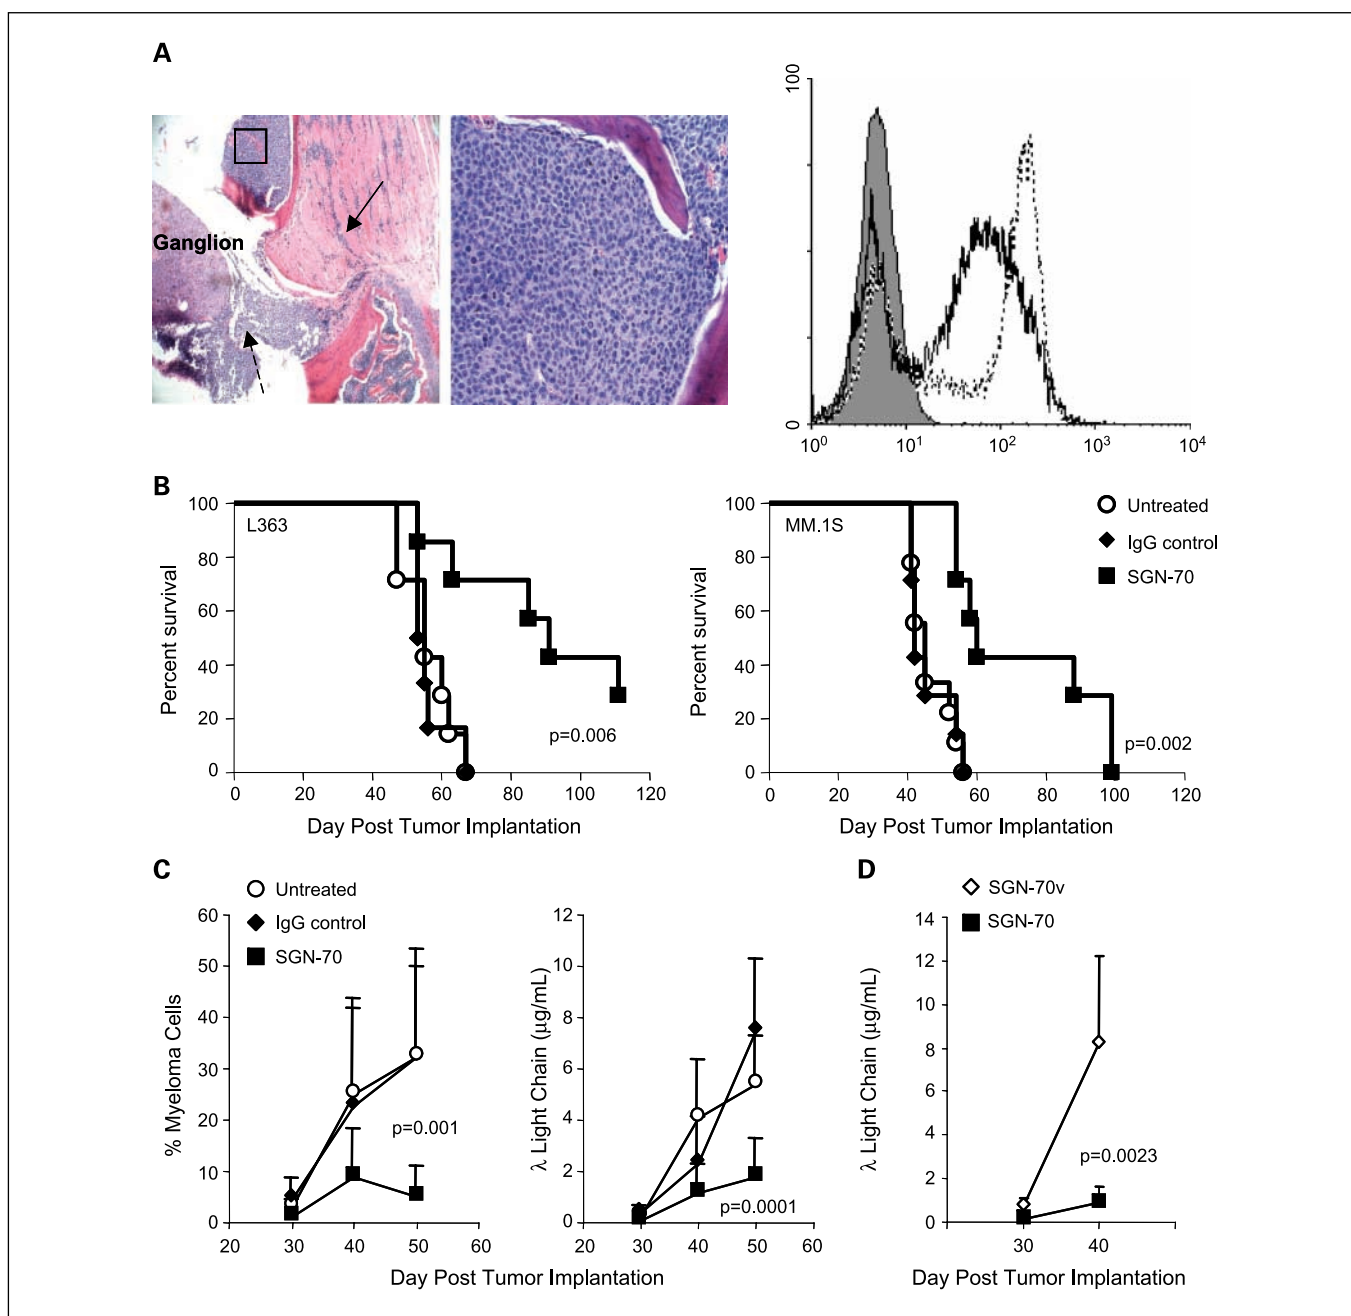 A
Ganglion
100
0
10⁰ 10¹ 10² 10³ 10⁴
B
L363
Percent survival
100
80
60
40
20
0
p=0.006
0 20 40 60 80 100 120
Day Post Tumor Implantation
MM.1S
Percent survival
100
80
60
40
20
0
p=0.002
0 20 40 60 80 100 120
Day Post Tumor Implantation
Untreated
IgG control
SGN-70
C
Untreated
IgG control
SGN-70
% Myeloma Cells
60
50
40
30
20
10
0
p=0.001
20 30 40 50 60
λ Light Chain (μg/mL)
12
10
8
6
4
2
0
p=0.0001
20 30 40 50 60
Day Post Tumor Implantation
D
SGN-70v
SGN-70
λ Light Chain (μg/mL)
14
12
10
8
6
4
2
0
p=0.0023
30 40
Day Post Tumor Implantation